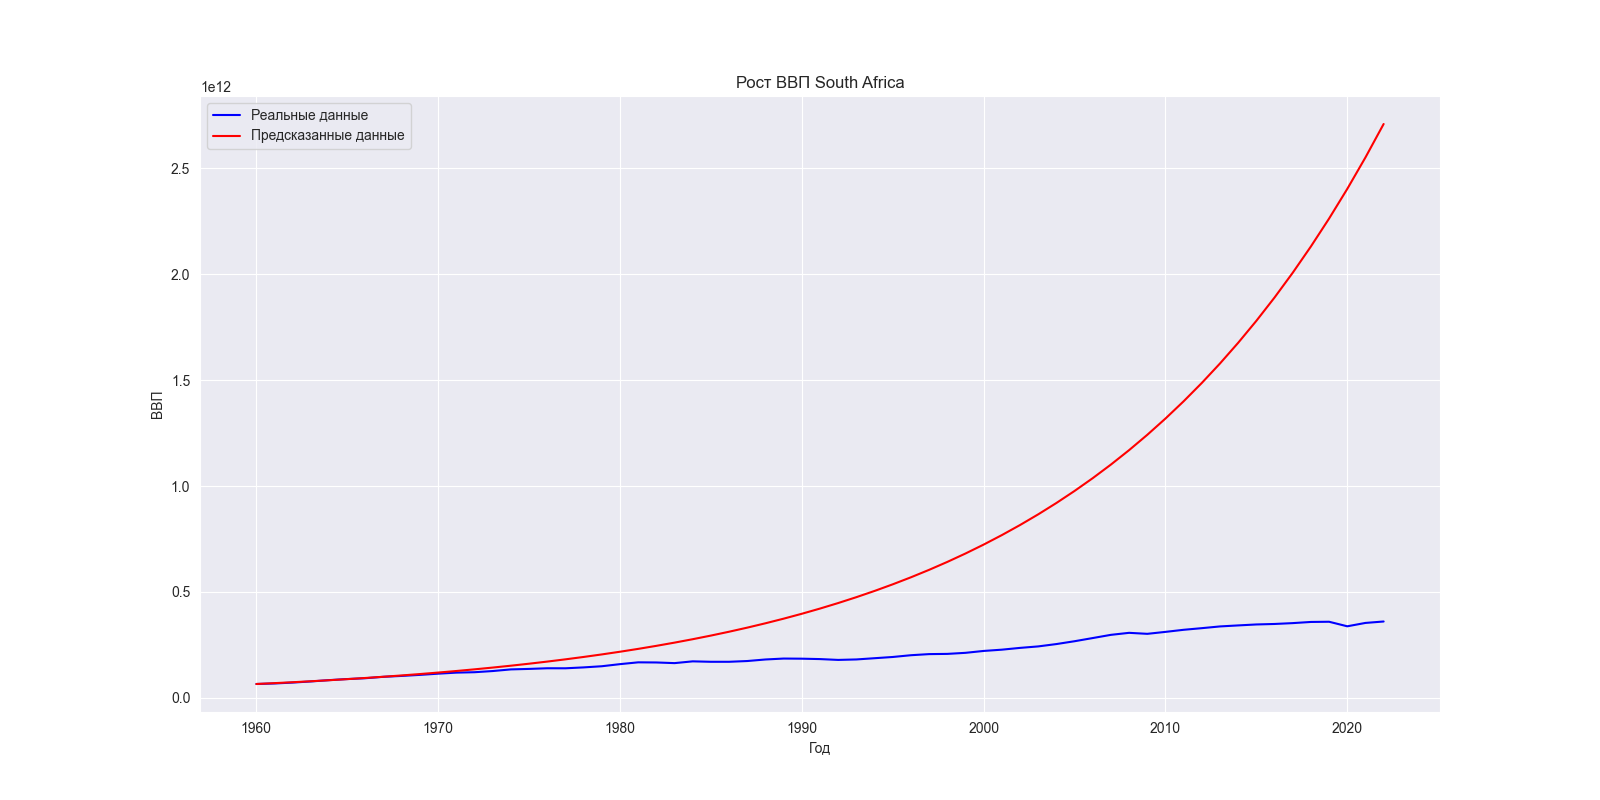 Рост ВВП South Africa
1e12
Реальные данные
Предсказанные данные
2.5
2.0
1.5
1.0
0.5
0.0
ВВП
1960 1970 1980 1990 2000 2010 2020
Год